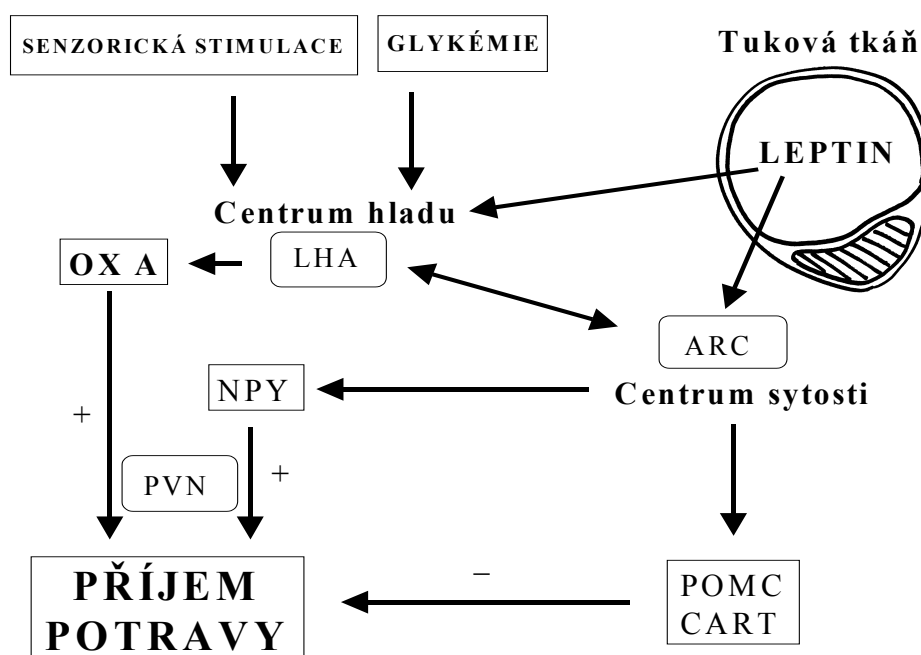 SENZORICKÁ STIMULACE
GLYKÉMIE
Tuková tkáň
LEPTIN
Centrum hladu
LHA
OX A
ARC
Centrum sytosti
NPY
+
PVN
+
PŘÍJEM
POTRAVY
–
POMC
CART